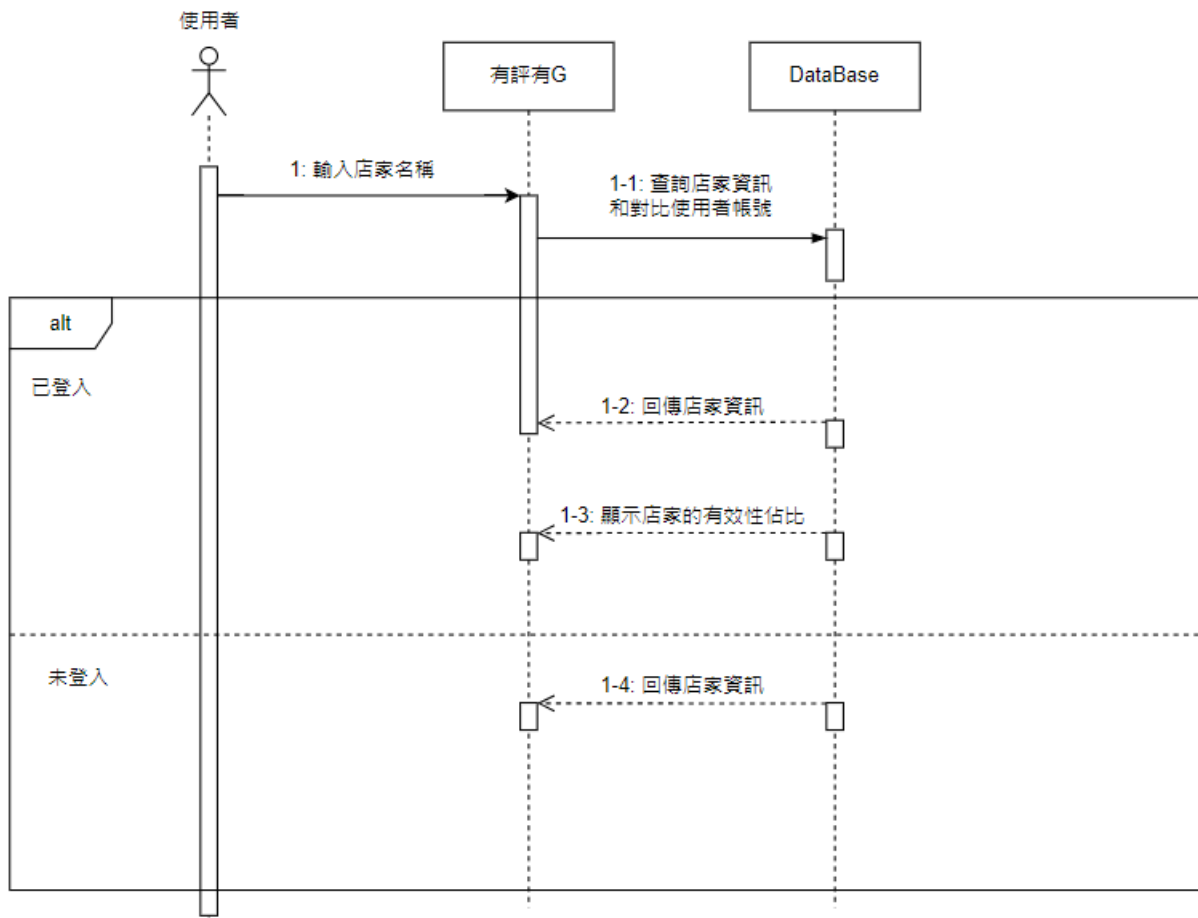 使用者
有評有G
DataBase
1: 輸入店家名稱
1-1: 查詢店家資訊
和對比使用者帳號
alt
已登入
1-2: 回傳店家資訊
1-3: 顯示店家的有效性佔比
未登入
1-4: 回傳店家資訊